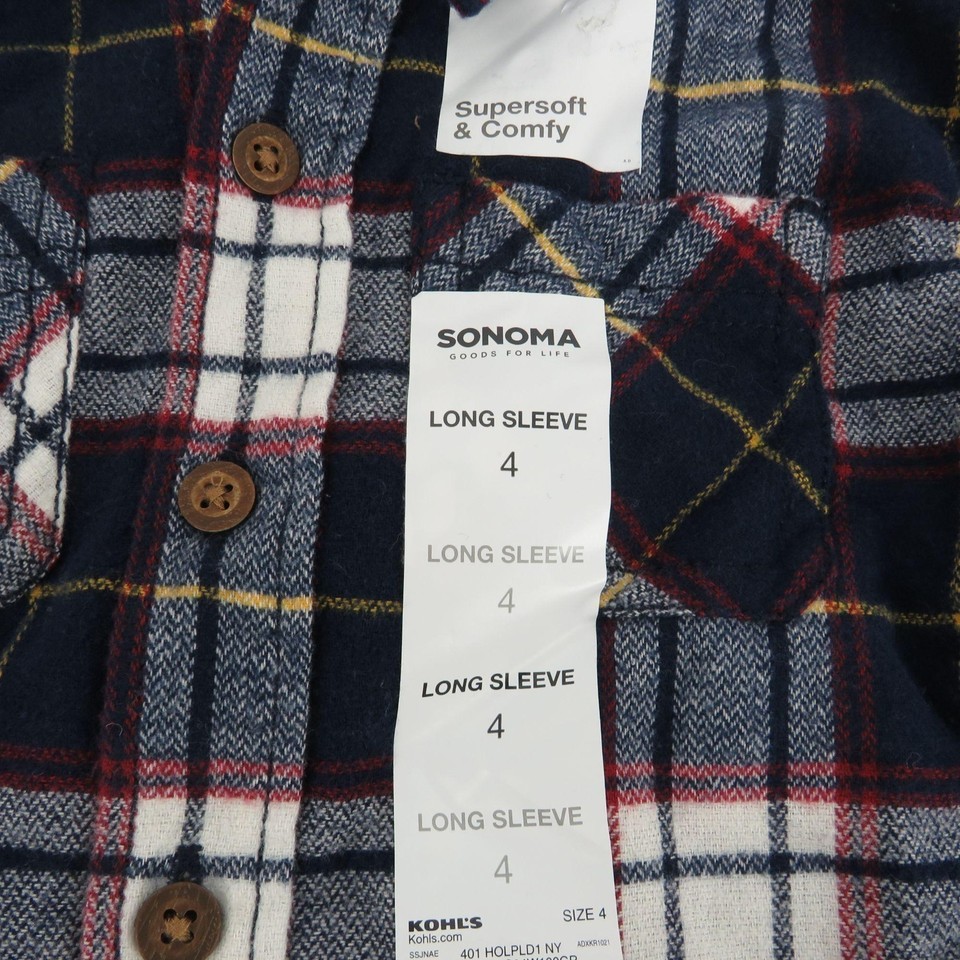 Supersoft
& Comfy
SONOMA
GOODS FOR LIFE
LONG SLEEVE
4
LONG SLEEVE
4
LONG SLEEVE
4
LONG SLEEVE
4
KOHL'S SIZE 4
Kohls.com
SSJNAE 401 HOLPLD1 NY ADXKR1021